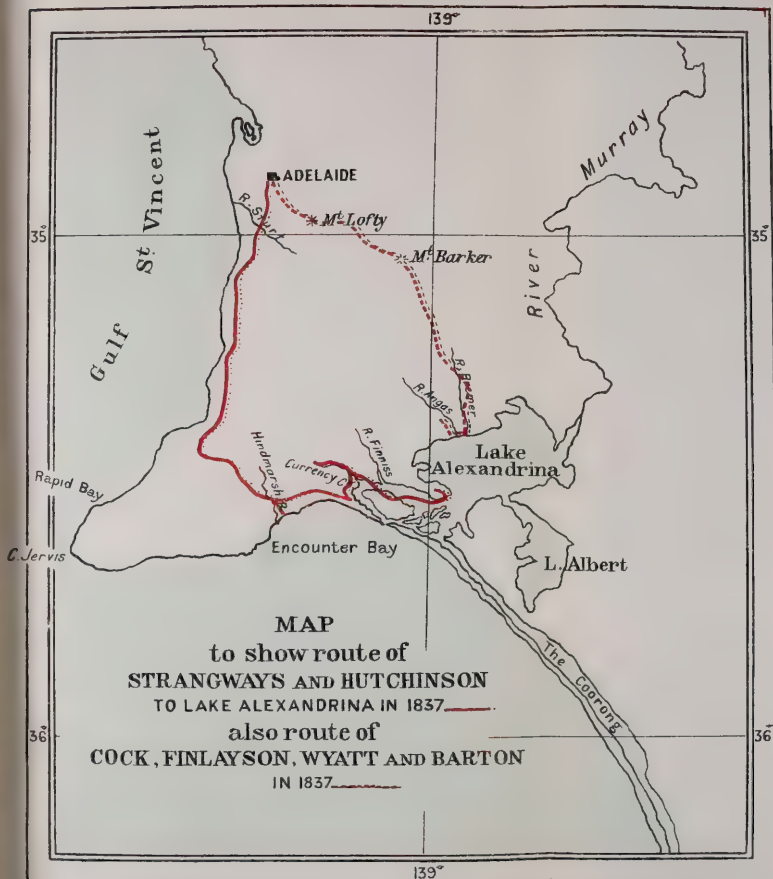 139°
Gulf St Vincent
ADELAIDE
R. Sturt
Mt Lofty
Mt Barker
River Murray
35°
35°
R. Bremer
R. Angas
Lake
Alexandrina
R. Finniss
Currency C.
Hindmarsh R.
Rapid Bay
C. Jervis
Encounter Bay
L. Albert
The Coorong
MAP
to show route of
STRANGWAYS AND HUTCHINSON
TO LAKE ALEXANDRINA IN 1837
also route of
COCK, FINLAYSON, WYATT AND BARTON
IN 1837
36°
36°
139°